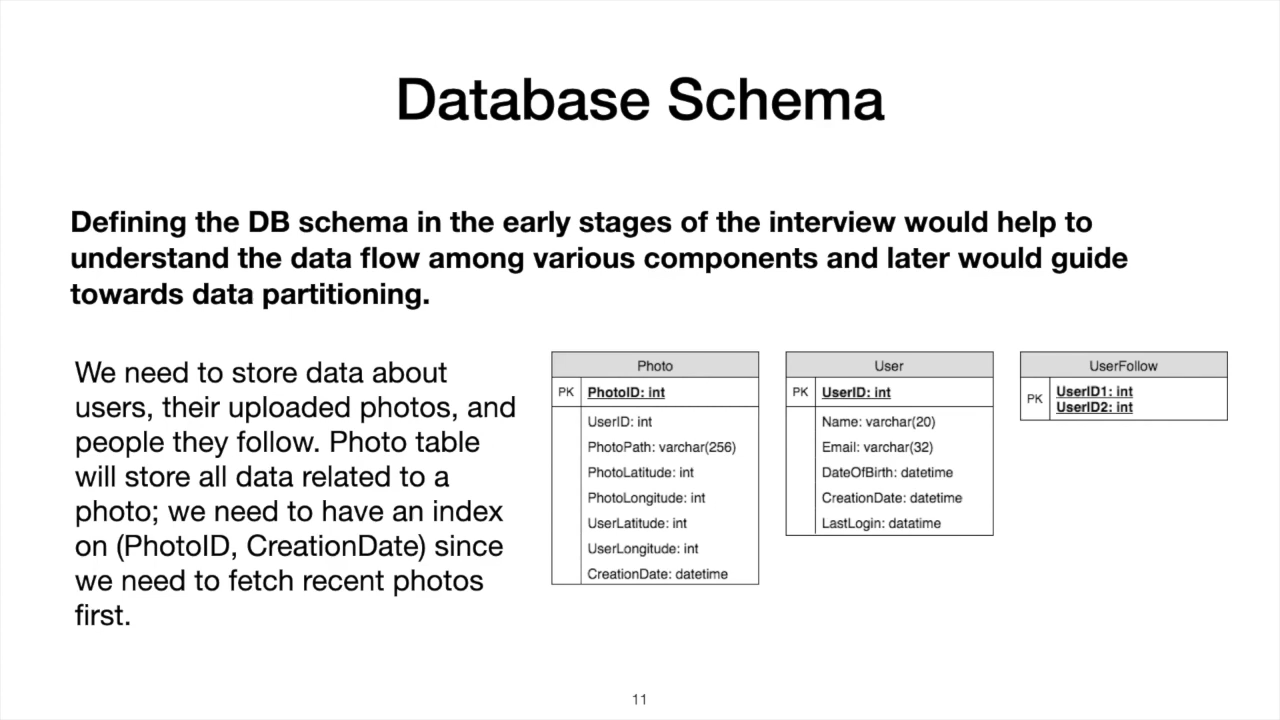 Database Schema
Defining the DB schema in the early stages of the interview would help to
understand the data flow among various components and later would guide
towards data partitioning.
We need to store data about
users, their uploaded photos, and
people they follow. Photo table
will store all data related to a
photo; we need to have an index
on (PhotoID, CreationDate) since
we need to fetch recent photos
first.
Photo
PK PhotoID: int
UserID: int
PhotoPath: varchar(256)
PhotoLatitude: int
PhotoLongitude: int
UserLatitude: int
UserLongitude: int
CreationDate: datetime
User
PK UserID: int
Name: varchar(20)
Email: varchar(32)
DateOfBirth: datetime
CreationDate: datetime
LastLogin: datatime
UserFollow
PK UserID1: int
UserID2: int
11